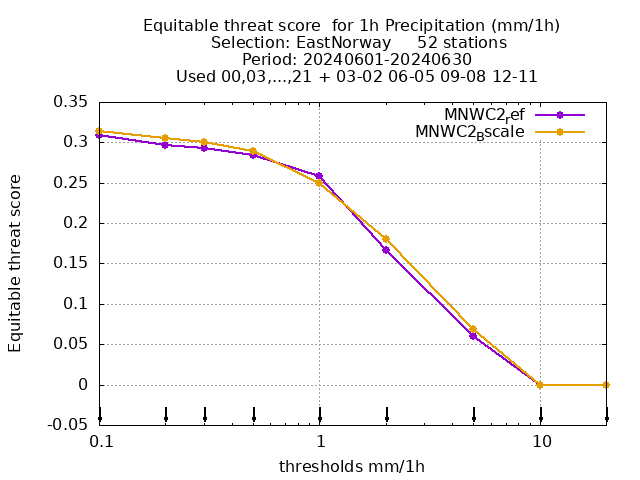 Equitable threat score  for 1h Precipitation (mm/1h)
Selection: EastNorway     52 stations
Period: 20240601-20240630
Used 00,03,...,21 + 03-02 06-05 09-08 12-11
MNWC2ref
MNWC2Bscale
0.35
0.3
0.25
0.2
0.15
0.1
0.05
0
-0.05
0.1
1
10
Equitable threat score
thresholds mm/1h